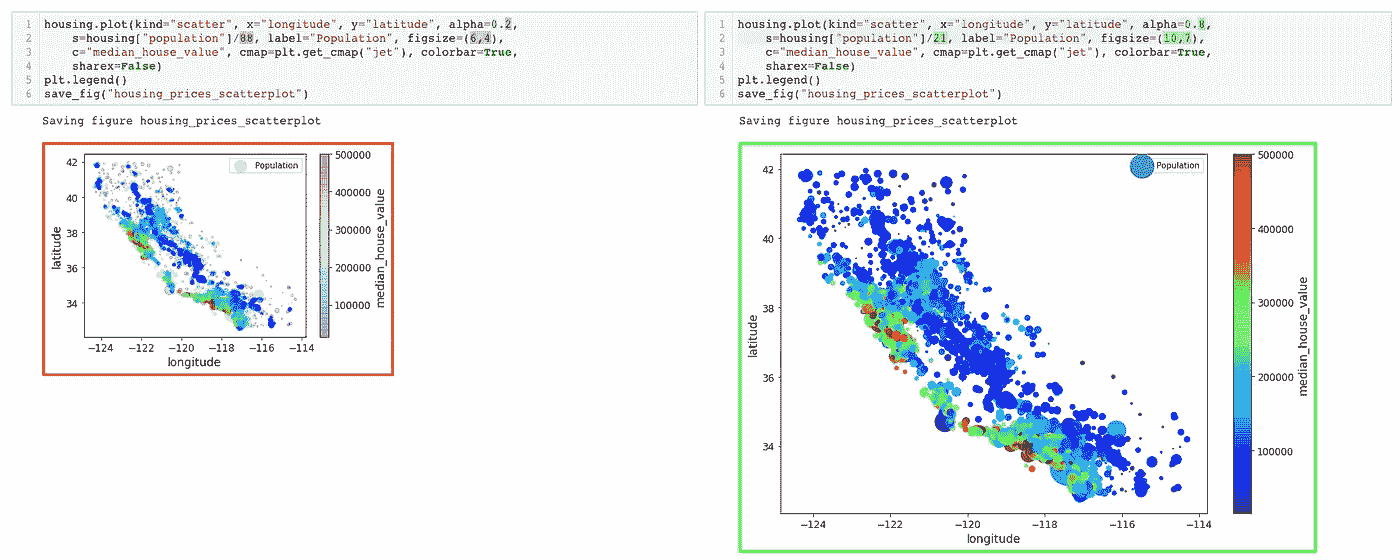 1 housing.plot(kind="scatter", x="longitude", y="latitude", alpha=0.2,
2 s=housing["population"]/88, label="Population", figsize=(6,4),
3 c="median_house_value", cmap=plt.get_cmap("jet"), colorbar=True,
4 sharex=False)
5 plt.legend()
6 save_fig("housing_prices_scatterplot")
Saving figure housing_prices_scatterplot
Population
42
40
38
36
34
latitude
−124 −122 −120 −118 −116 −114
longitude
500000
400000
300000
200000
100000
median_house_value
1 housing.plot(kind="scatter", x="longitude", y="latitude", alpha=0.8,
2 s=housing["population"]/21, label="Population", figsize=(10,7),
3 c="median_house_value", cmap=plt.get_cmap("jet"), colorbar=True,
4 sharex=False)
5 plt.legend()
6 save_fig("housing_prices_scatterplot")
Saving figure housing_prices_scatterplot
Population
42
40
38
36
34
latitude
−124 −122 −120 −118 −116 −114
longitude
500000
400000
300000
200000
100000
median_house_value